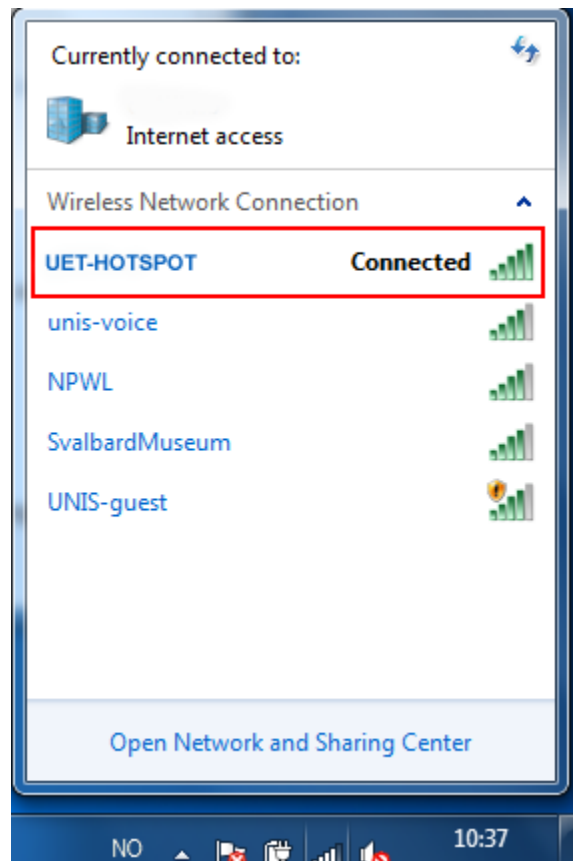 Currently connected to:
Internet access
Wireless Network Connection
UET-HOTSPOT Connected
unis-voice
NPWL
SvalbardMuseum
UNIS-guest
Open Network and Sharing Center
NO 10:37